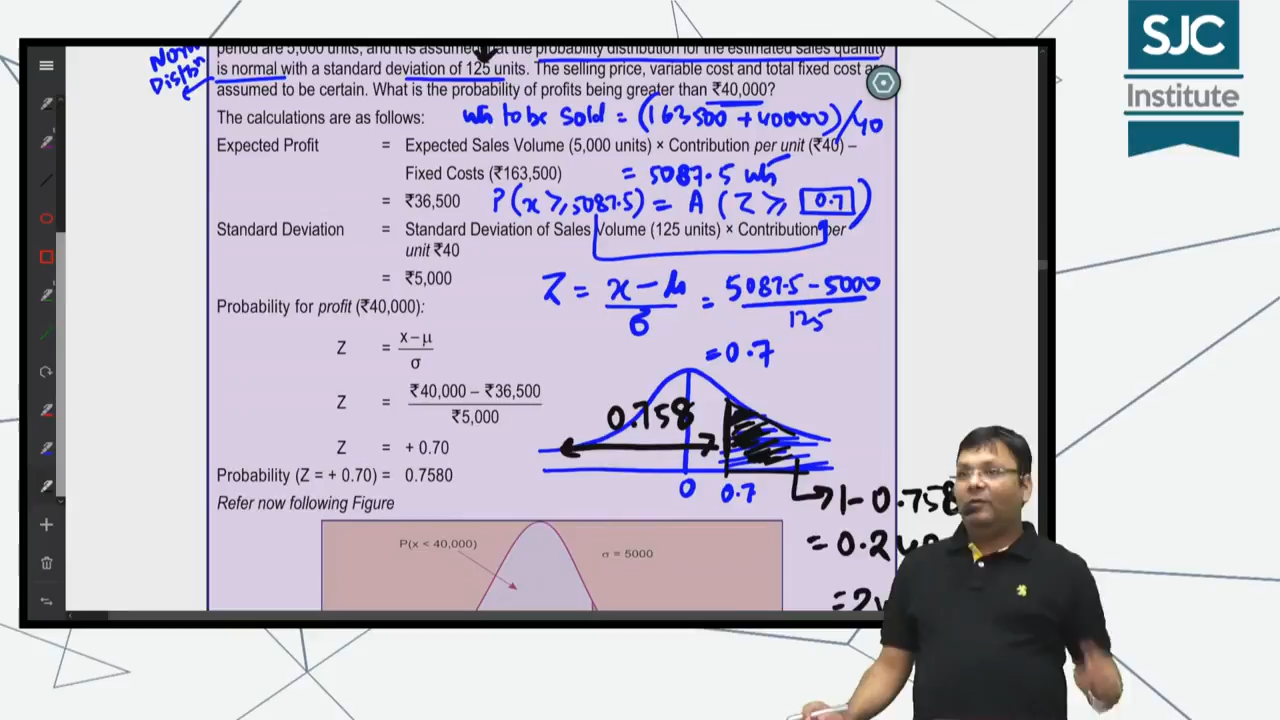 SJC
Institute
Norm
Distbn
period are 5,000 units, and it is assumed that the probability distribution for the estimated sales quantity
is normal with a standard deviation of 125 units. The selling price, variable cost and total fixed cost a
assumed to be certain. What is the probability of profits being greater than ₹40,000?
The calculations are as follows:
to be sold = (163500 + 40000)/40
Expected Profit = Expected Sales Volume (5,000 units) × Contribution per unit (₹40) –
Fixed Costs (₹163,500)
= 5087.5
= ₹36,500
P(x ≥ 5087.5) = A (Z ≥ 0.7)
Standard Deviation = Standard Deviation of Sales Volume (125 units) × Contribution per
unit ₹40
= ₹5,000
Z = x – μ / σ = 5087.5 – 5000 / 125
= 0.7
Probability for profit (₹40,000):
Z = x – μ / σ
Z = ₹40,000 – ₹36,500 / ₹5,000
Z = + 0.70
Probability (Z = + 0.70) = 0.7580
Refer now following Figure
0.758
0 0.7
1 – 0.758
= 0.24
= 2
P(x < 40,000)
σ = 5000